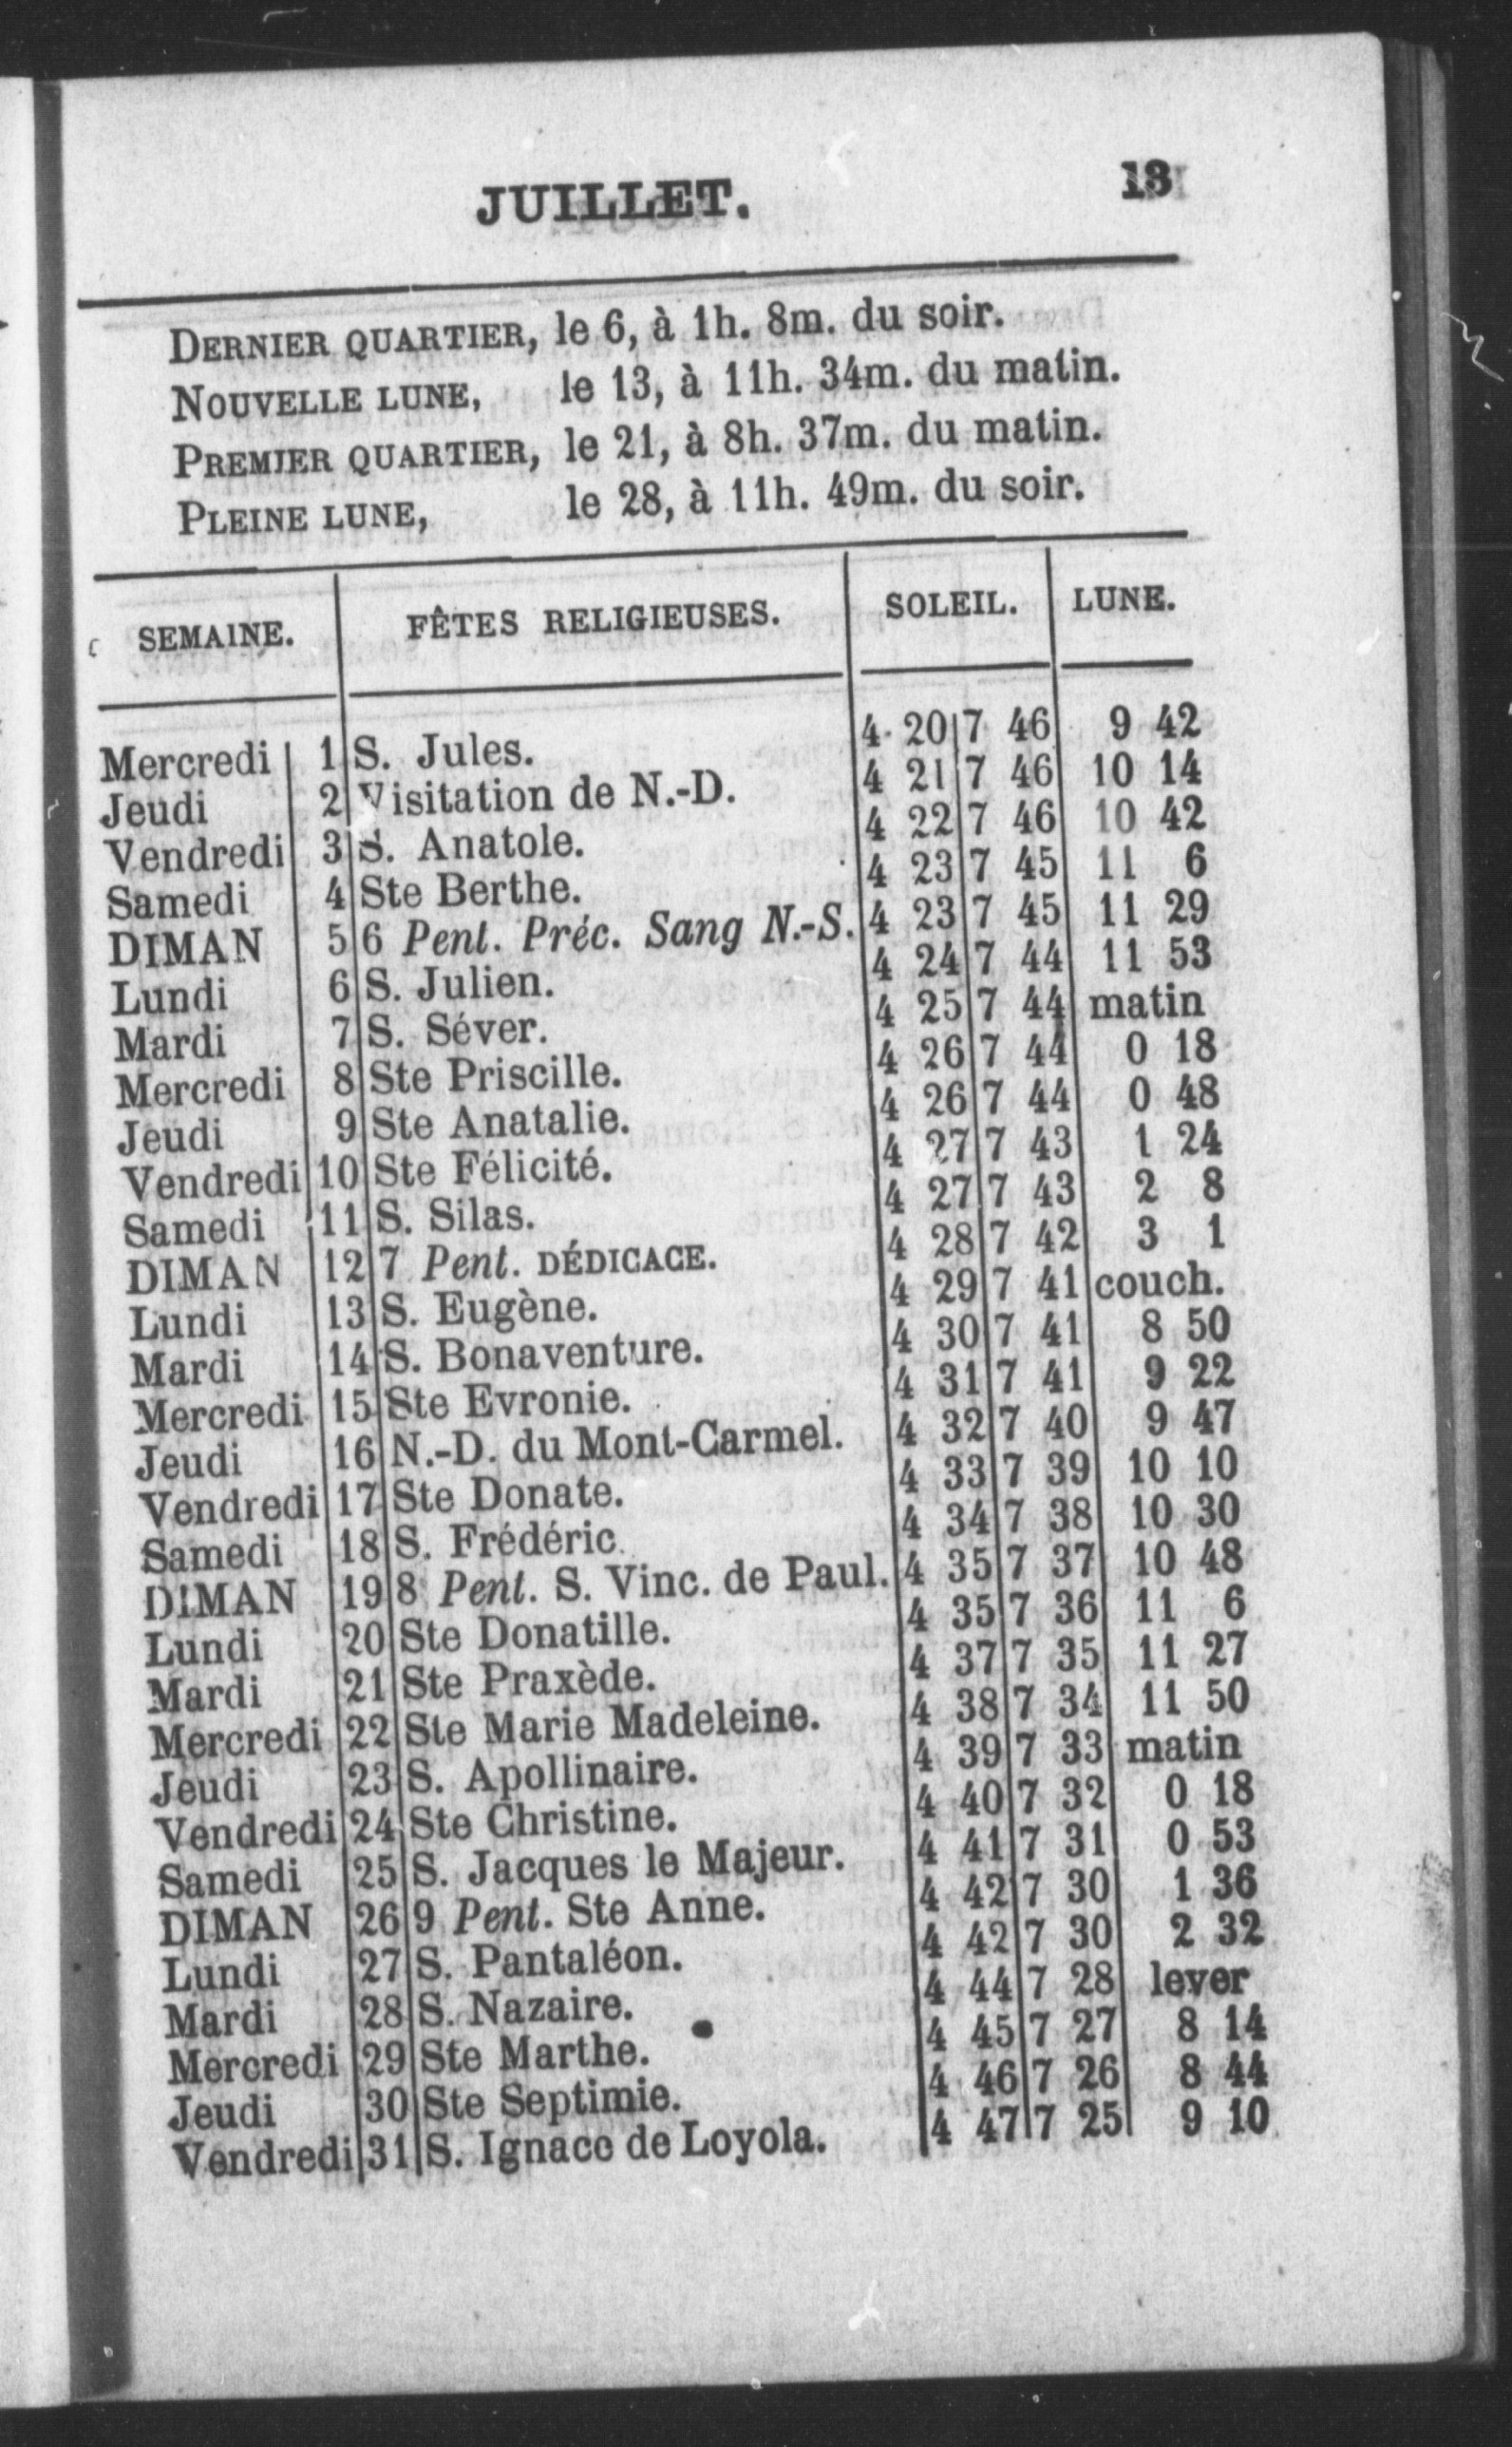 JUILLET. 13
DERNIER QUARTIER, le 6, à 1h. 8m. du soir.
NOUVELLE LUNE, le 13, à 11h. 34m. du matin.
PREMIER QUARTIER, le 21, à 8h. 37m. du matin.
PLEINE LUNE, le 28, à 11h. 49m. du soir.
SEMAINE. FÊTES RELIGIEUSES. SOLEIL. LUNE.
Mercredi 1 S. Jules. 4 20 7 46 9 42
Jeudi 2 Visitation de N.-D. 4 21 7 46 10 14
Vendredi 3 S. Anatole. 4 22 7 46 10 42
Samedi 4 Ste Berthe. 4 23 7 45 11 6
DIMAN 5 6 Pent. Préc. Sang N.-S. 4 23 7 45 11 29
Lundi 6 S. Julien. 4 24 7 44 11 53
Mardi 7 S. Séver. 4 25 7 44 matin
Mercredi 8 Ste Priscille. 4 26 7 44 0 18
Jeudi 9 Ste Anatalie. 4 26 7 44 0 48
Vendredi 10 Ste Félicité. 4 27 7 43 1 24
Samedi 11 S. Silas. 4 27 7 43 2 8
DIMAN 12 7 Pent. DÉDICACE. 4 28 7 42 3 1
Lundi 13 S. Eugène. 4 29 7 41 couch.
Mardi 14 S. Bonaventure. 4 30 7 41 8 50
Mercredi 15 Ste Evronie. 4 31 7 41 9 22
Jeudi 16 N.-D. du Mont-Carmel. 4 32 7 40 9 47
Vendredi 17 Ste Donate. 4 33 7 39 10 10
Samedi 18 S. Frédéric. 4 34 7 38 10 30
DIMAN 19 8 Pent. S. Vinc. de Paul. 4 35 7 37 10 48
Lundi 20 Ste Donatille. 4 35 7 36 11 6
Mardi 21 Ste Praxède. 4 37 7 35 11 27
Mercredi 22 Ste Marie Madeleine. 4 38 7 34 11 50
Jeudi 23 S. Apollinaire. 4 39 7 33 matin
Vendredi 24 Ste Christine. 4 40 7 32 0 18
Samedi 25 S. Jacques le Majeur. 4 41 7 31 0 53
DIMAN 26 9 Pent. Ste Anne. 4 42 7 30 1 36
Lundi 27 S. Pantaléon. 4 42 7 30 2 32
Mardi 28 S. Nazaire. 4 44 7 28 lever
Mercredi 29 Ste Marthe. 4 45 7 27 8 14
Jeudi 30 Ste Septimie. 4 46 7 26 8 44
Vendredi 31 S. Ignace de Loyola. 4 47 7 25 9 10